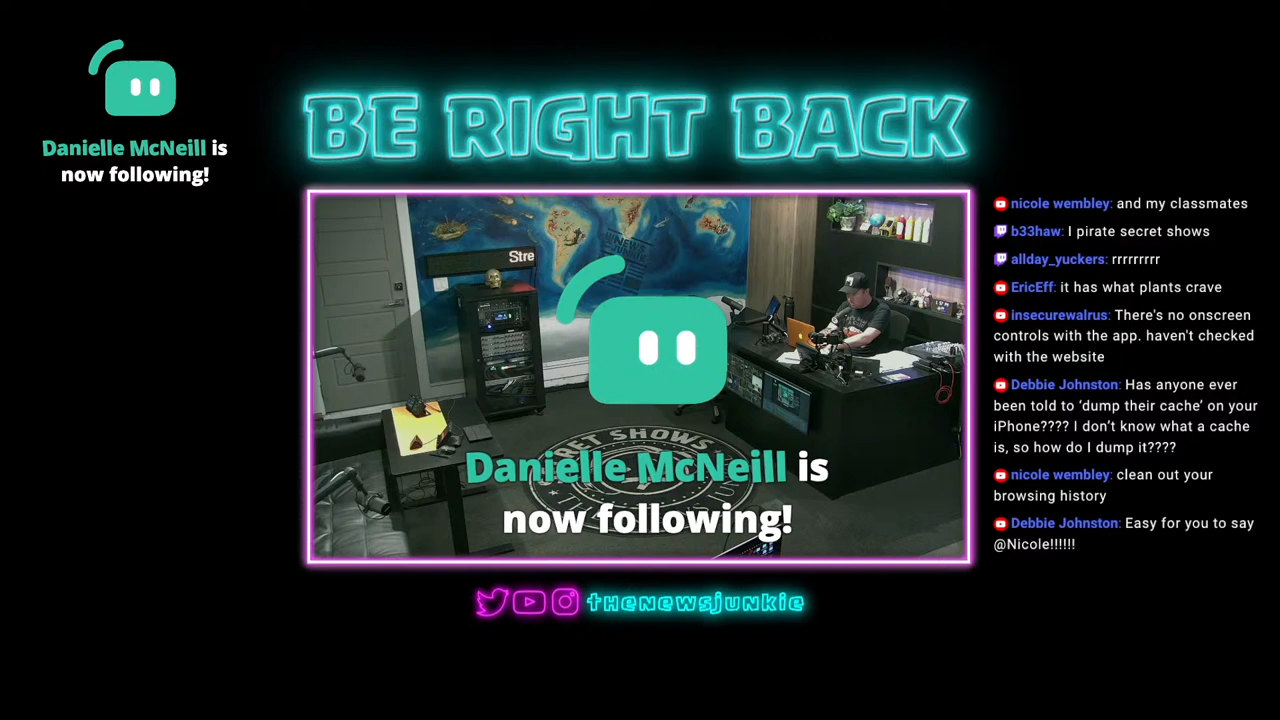 Danielle McNeill is
now following!
BE RIGHT BACK
Stre
SECRET SHOWS
Danielle McNeill is
now following!
nicole wembley: and my classmates
b33haw: I pirate secret shows
allday_yuckers: rrrrrrrrr
EricEff: it has what plants crave
insecurewalrus: There's no onscreen
controls with the app. haven't checked
with the website
Debbie Johnston: Has anyone ever
been told to ‘dump their cache’ on your
iPhone???? I don’t know what a cache
is, so how do I dump it????
nicole wembley: clean out your
browsing history
Debbie Johnston: Easy for you to say
@Nicole!!!!!!
thenewsjunkie